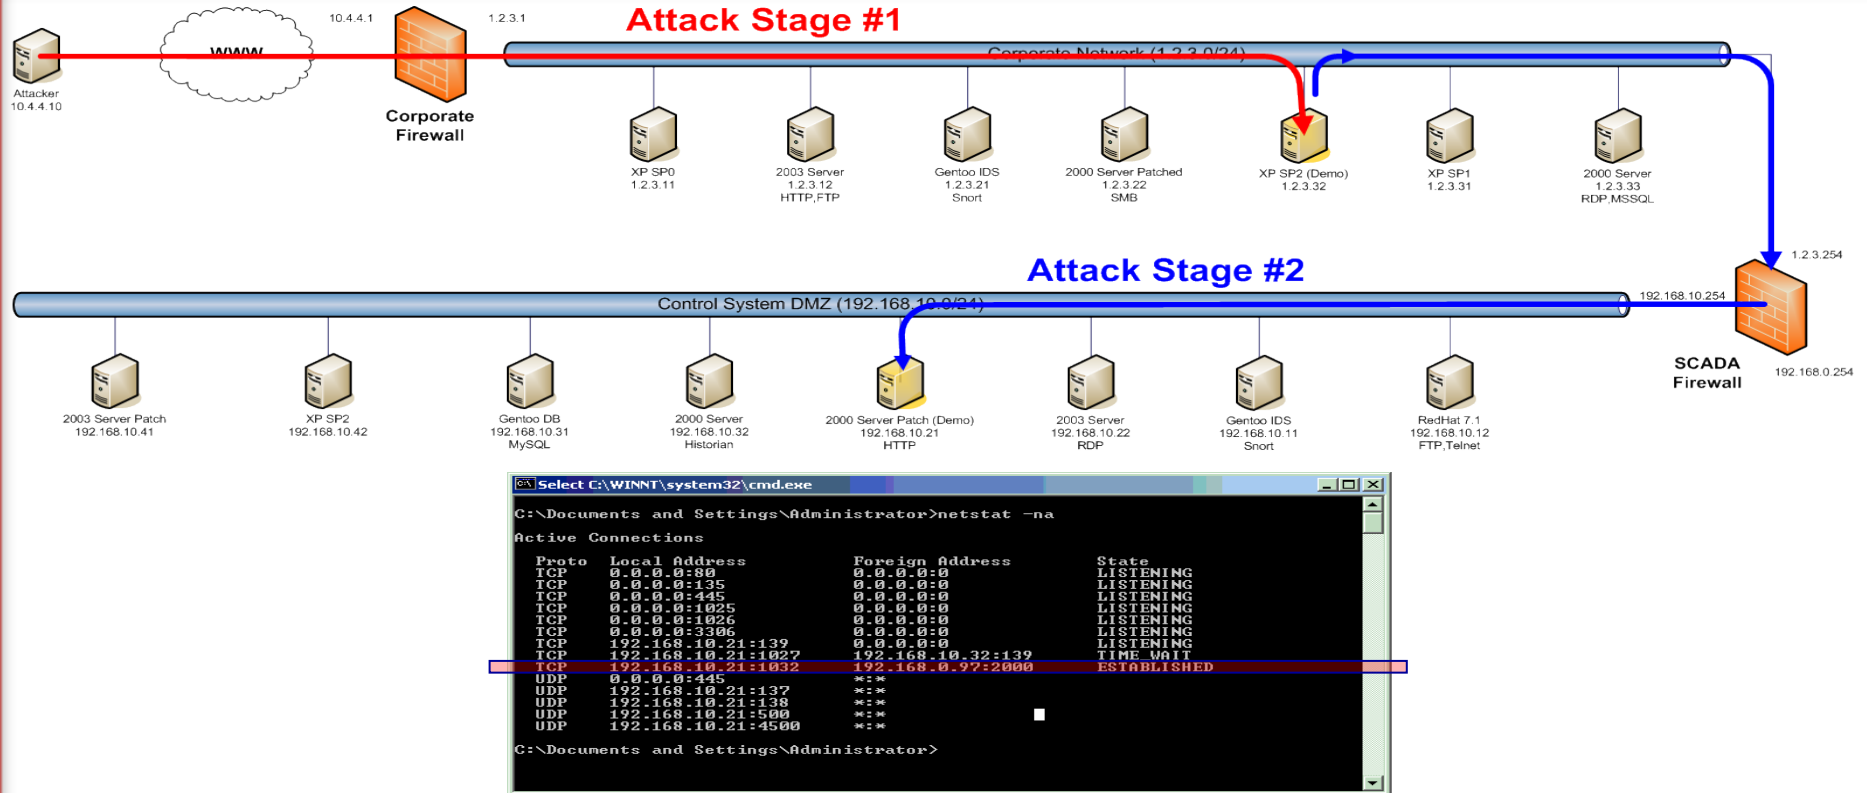 Attack Stage #1
10.4.4.1
1.2.3.1
WWW
Corporate Network (1.2.3.0/24)
Attacker
10.4.4.10
Corporate
Firewall
XP SP0
1.2.3.11
2003 Server
1.2.3.12
HTTP,FTP
Gentoo IDS
1.2.3.21
Snort
2000 Server Patched
1.2.3.22
SMB
XP SP2 (Demo)
1.2.3.32
XP SP1
1.2.3.31
2000 Server
1.2.3.33
RDP,MSSQL
1.2.3.254
Attack Stage #2
192.168.10.254
Control System DMZ (192.168.10.0/24)
SCADA
Firewall
192.168.0.254
2003 Server Patch
192.168.10.41
XP SP2
192.168.10.42
Gentoo DB
192.168.10.31
MySQL
2000 Server
192.168.10.32
Historian
2000 Server Patch (Demo)
192.168.10.21
HTTP
2003 Server
192.168.10.22
RDP
Gentoo IDS
192.168.10.11
Snort
RedHat 7.1
192.168.10.12
FTP,Telnet
Select C:\WINNT\system32\cmd.exe
C:\Documents and Settings\Administrator>netstat -na
Active Connections
Proto Local Address Foreign Address State
TCP 0.0.0.0:80 0.0.0.0:0 LISTENING
TCP 0.0.0.0:135 0.0.0.0:0 LISTENING
TCP 0.0.0.0:445 0.0.0.0:0 LISTENING
TCP 0.0.0.0:1025 0.0.0.0:0 LISTENING
TCP 0.0.0.0:1026 0.0.0.0:0 LISTENING
TCP 0.0.0.0:3306 0.0.0.0:0 LISTENING
TCP 192.168.10.21:139 0.0.0.0:0 LISTENING
TCP 192.168.10.21:1027 192.168.10.32:139 TIME_WAIT
TCP 192.168.10.21:1032 192.168.0.97:2000 ESTABLISHED
UDP 0.0.0.0:445 *:*
UDP 192.168.10.21:137 *:*
UDP 192.168.10.21:138 *:*
UDP 192.168.10.21:500 *:*
UDP 192.168.10.21:4500 *:*
C:\Documents and Settings\Administrator>